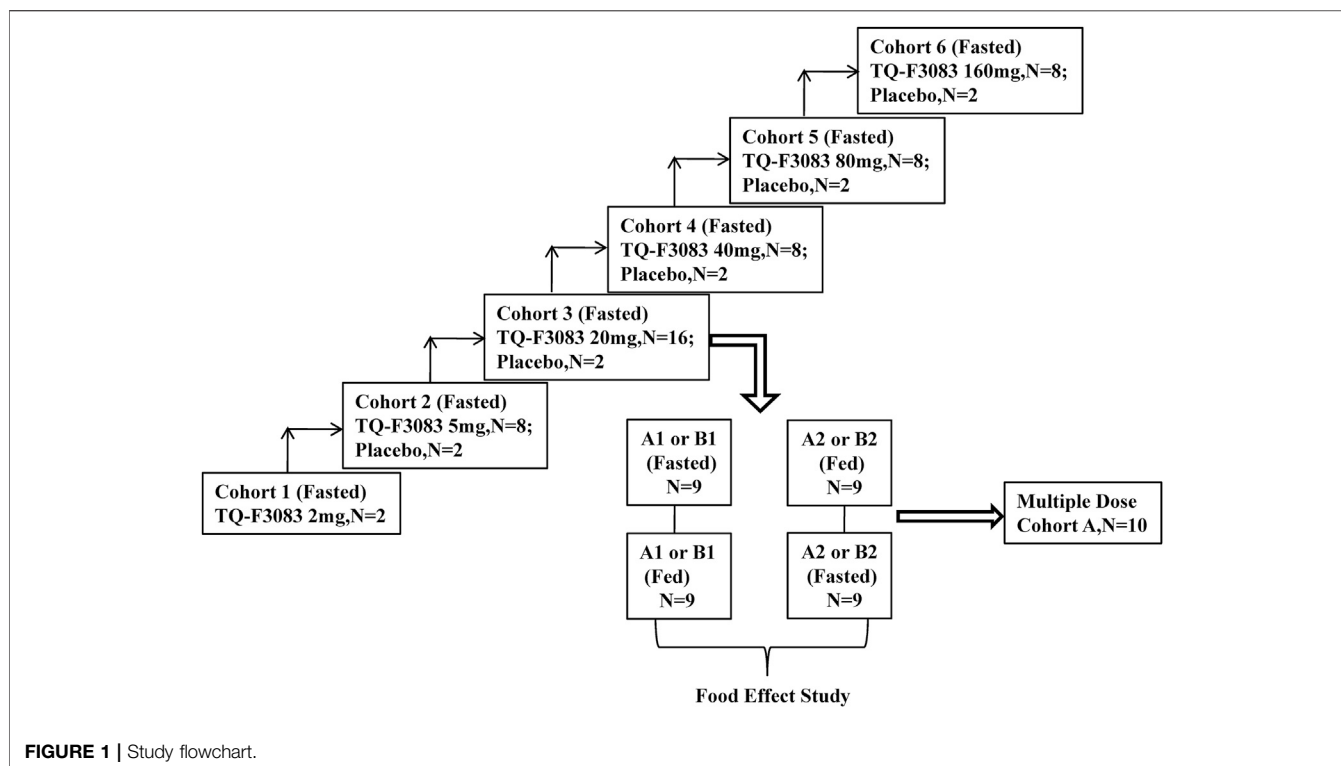 Cohort 6 (Fasted)
TQ-F3083 160mg,N=8;
Placebo,N=2
Cohort 5 (Fasted)
TQ-F3083 80mg,N=8;
Placebo,N=2
Cohort 4 (Fasted)
TQ-F3083 40mg,N=8;
Placebo,N=2
Cohort 3 (Fasted)
TQ-F3083 20mg,N=16;
Placebo,N=2
Cohort 2 (Fasted)
TQ-F3083 5mg,N=8;
Placebo,N=2
Cohort 1 (Fasted)
TQ-F3083 2mg,N=2
A1 or B1
(Fasted)
N=9
A2 or B2
(Fed)
N=9
A1 or B1
(Fed)
N=9
A2 or B2
(Fasted)
N=9
Multiple Dose
Cohort A,N=10
Food Effect Study
FIGURE 1 | Study flowchart.